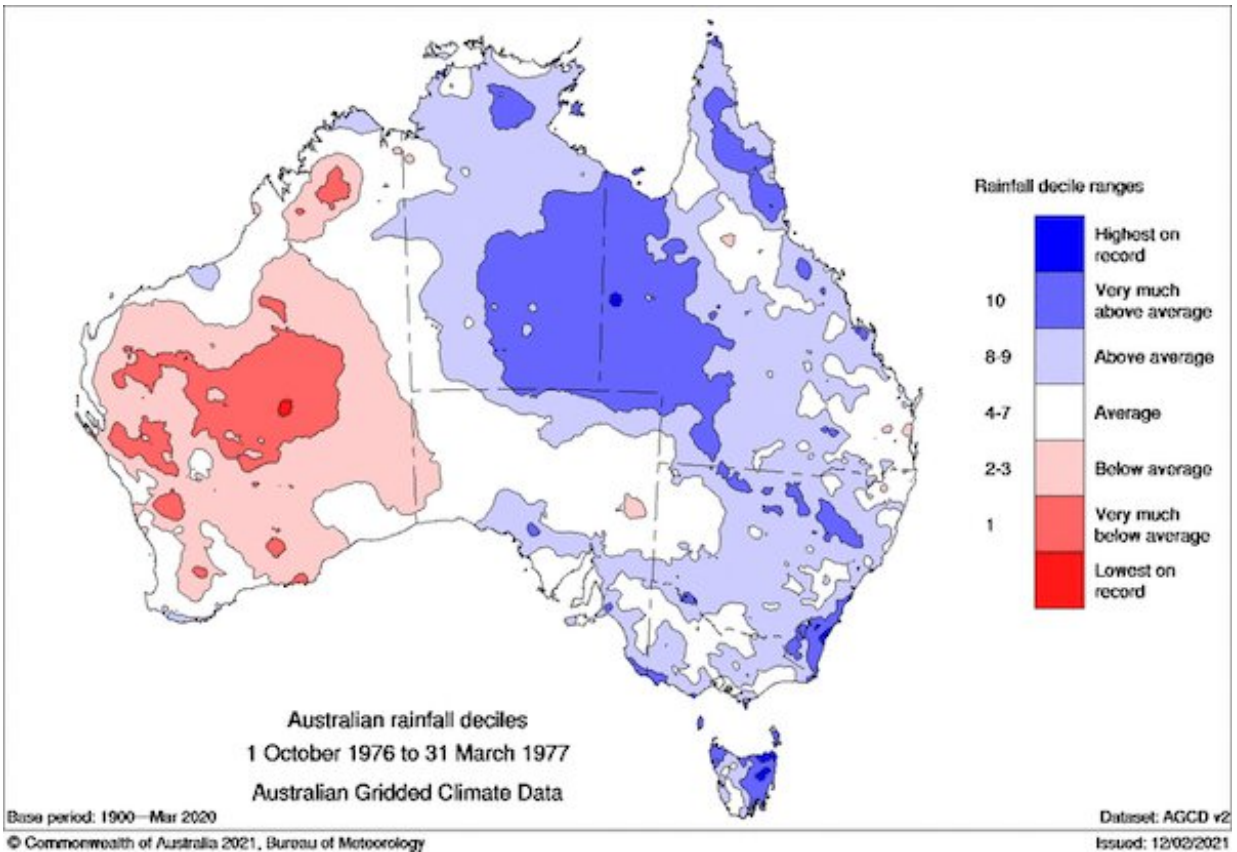 Rainfall decile ranges
Highest on
record
10
Very much
above average
8-9
Above average
4-7
Average
2-3
Below average
1
Very much
below average
Lowest on
record
Australian rainfall deciles
1 October 1976 to 31 March 1977
Australian Gridded Climate Data
Base period: 1900—Mar 2020
Dataset: AGCD v2
© Commonwealth of Australia 2021, Bureau of Meteorology
Issued: 12/02/2021